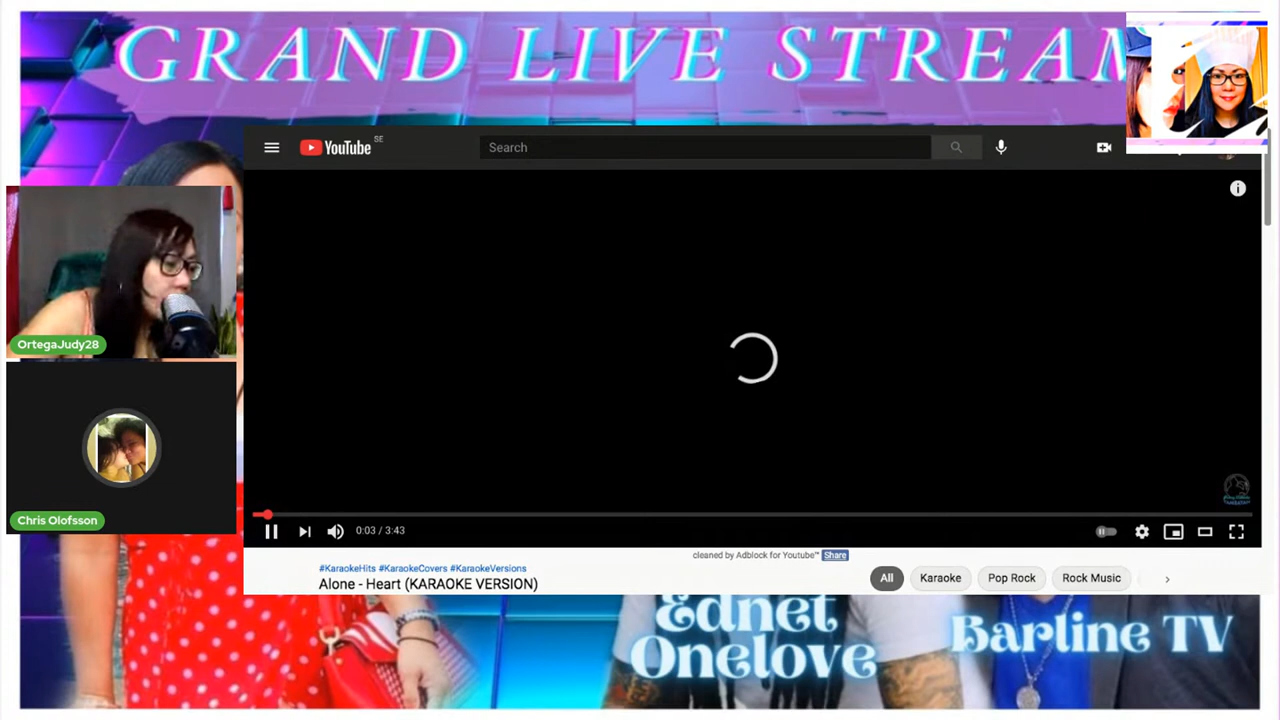 GRAND LIVE STREAM
YouTube SE
Search
OrtegaJudy28
Chris Olofsson
0:03 / 3:43
cleaned by Adblock for Youtube™ Share
#KaraokeHits #KaraokeCovers #KaraokeVersions
Alone - Heart (KARAOKE VERSION)
All Karaoke Pop Rock Rock Music
Ednet
Onelove
Barline TV